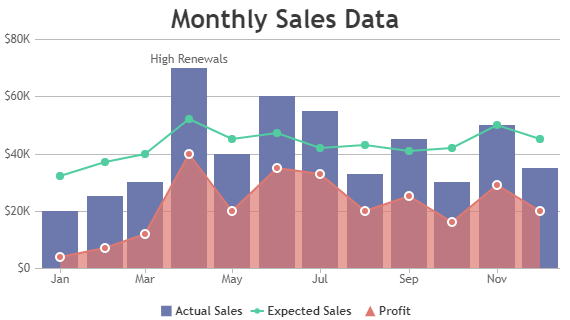 Monthly Sales Data
$80K
High Renewals
$60K
$40K
$20K
$0
Jan Mar May Jul Sep Nov
Actual Sales Expected Sales Profit